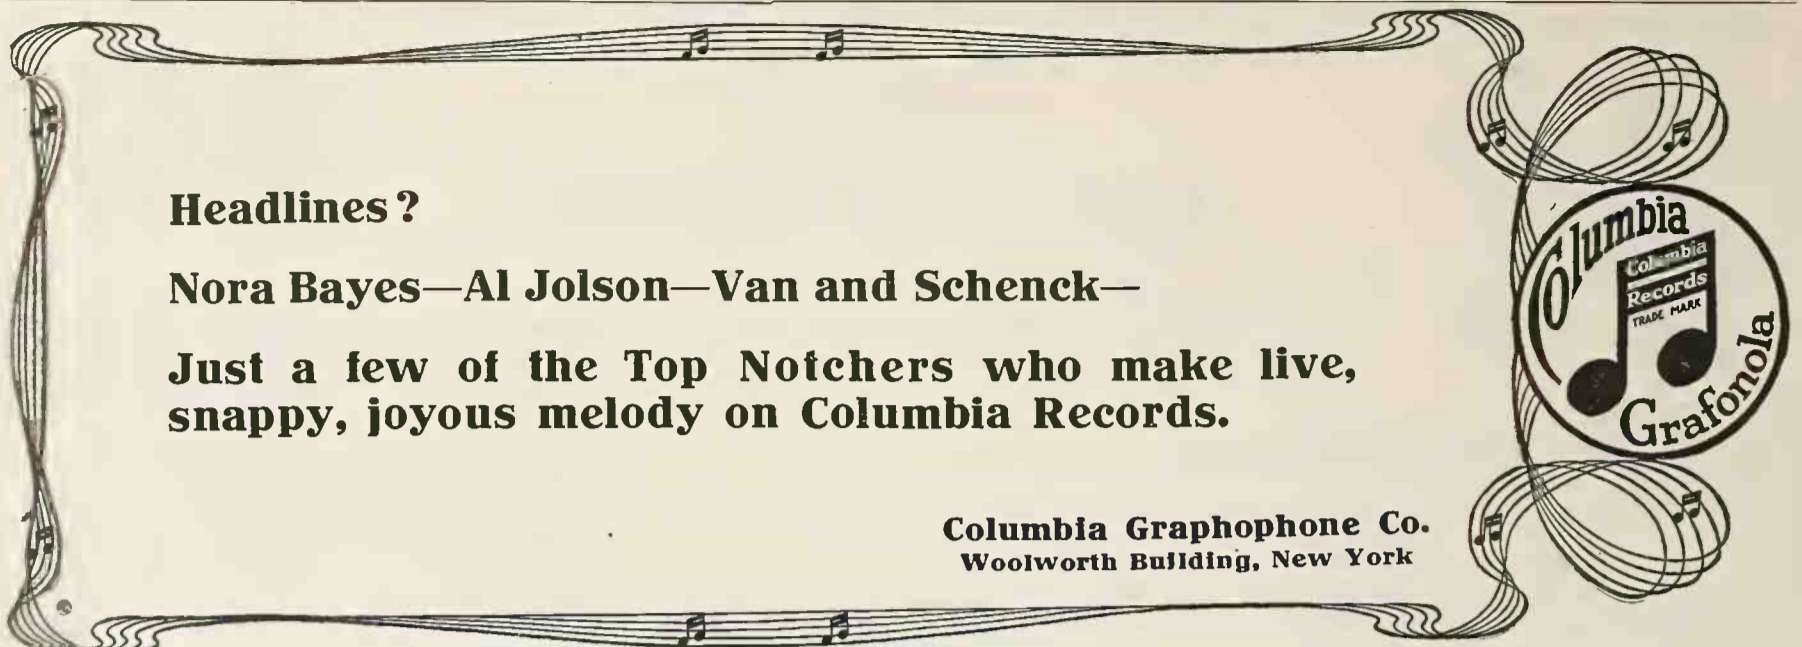 Headlines?
Nora Bayes—Al Jolson—Van and Schenck—
Just a few of the Top Notchers who make live,
snappy, joyous melody on Columbia Records.
Columbia Graphophone Co.
Woolworth Building, New York
Columbia
Columbia
Records
TRADE MARK
Grafonola